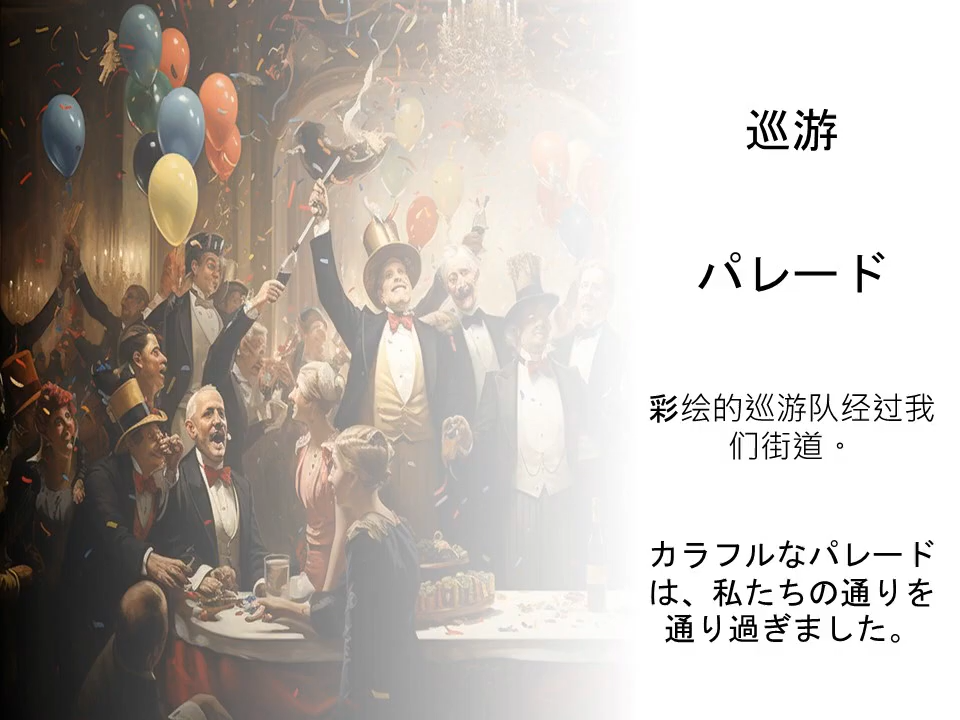 巡游
パレード
彩绘的巡游队经过我
们街道。
カラフルなパレード
は、私たちの通りを
通り過ぎました。